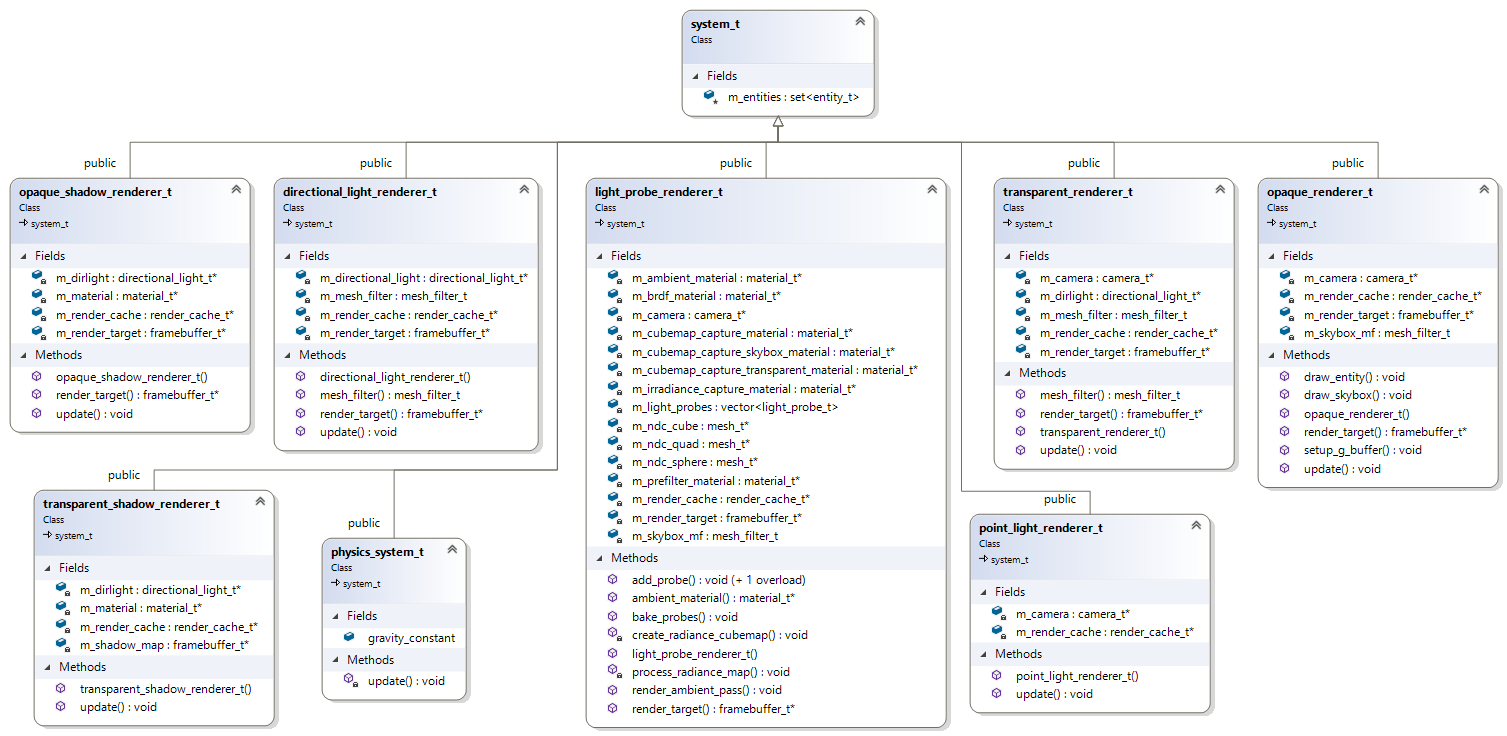 system_t
Class
Fields
m_entities : set<entity_t>
public
opaque_shadow_renderer_t
Class
system_t
Fields
m_dirlight : directional_light_t*
m_material : material_t*
m_render_cache : render_cache_t*
m_render_target : framebuffer_t*
Methods
opaque_shadow_renderer_t()
render_target() : framebuffer_t*
update() : void
public
directional_light_renderer_t
Class
system_t
Fields
m_directional_light : directional_light_t*
m_mesh_filter : mesh_filter_t
m_render_cache : render_cache_t*
m_render_target : framebuffer_t*
Methods
directional_light_renderer_t()
mesh_filter() : mesh_filter_t
render_target() : framebuffer_t*
update() : void
public
light_probe_renderer_t
Class
system_t
Fields
m_ambient_material : material_t*
m_brdf_material : material_t*
m_camera : camera_t*
m_cubemap_capture_material : material_t*
m_cubemap_capture_skybox_material : material_t*
m_cubemap_capture_transparent_material : material_t*
m_irradiance_capture_material : material_t*
m_light_probes : vector<light_probe_t>
m_ndc_cube : mesh_t*
m_ndc_quad : mesh_t*
m_ndc_sphere : mesh_t*
m_prefilter_material : material_t*
m_render_cache : render_cache_t*
m_render_target : framebuffer_t*
m_skybox_mf : mesh_filter_t
Methods
add_probe() : void (+ 1 overload)
ambient_material() : material_t*
bake_probes() : void
create_radiance_cubemap() : void
light_probe_renderer_t()
process_radiance_map() : void
render_ambient_pass() : void
render_target() : framebuffer_t*
public
transparent_renderer_t
Class
system_t
Fields
m_camera : camera_t*
m_dirlight : directional_light_t*
m_mesh_filter : mesh_filter_t
m_render_cache : render_cache_t*
m_render_target : framebuffer_t*
Methods
mesh_filter() : mesh_filter_t
render_target() : framebuffer_t*
transparent_renderer_t()
update() : void
public
opaque_renderer_t
Class
system_t
Fields
m_camera : camera_t*
m_render_cache : render_cache_t*
m_render_target : framebuffer_t*
m_skybox_mf : mesh_filter_t
Methods
draw_entity() : void
draw_skybox() : void
opaque_renderer_t()
render_target() : framebuffer_t*
setup_g_buffer() : void
update() : void
public
transparent_shadow_renderer_t
Class
system_t
Fields
m_dirlight : directional_light_t*
m_material : material_t*
m_render_cache : render_cache_t*
m_shadow_map : framebuffer_t*
Methods
transparent_shadow_renderer_t()
update() : void
public
physics_system_t
Class
system_t
Fields
gravity_constant
Methods
update() : void
public
point_light_renderer_t
Class
system_t
Fields
m_camera : camera_t*
m_render_cache : render_cache_t*
Methods
point_light_renderer_t()
update() : void